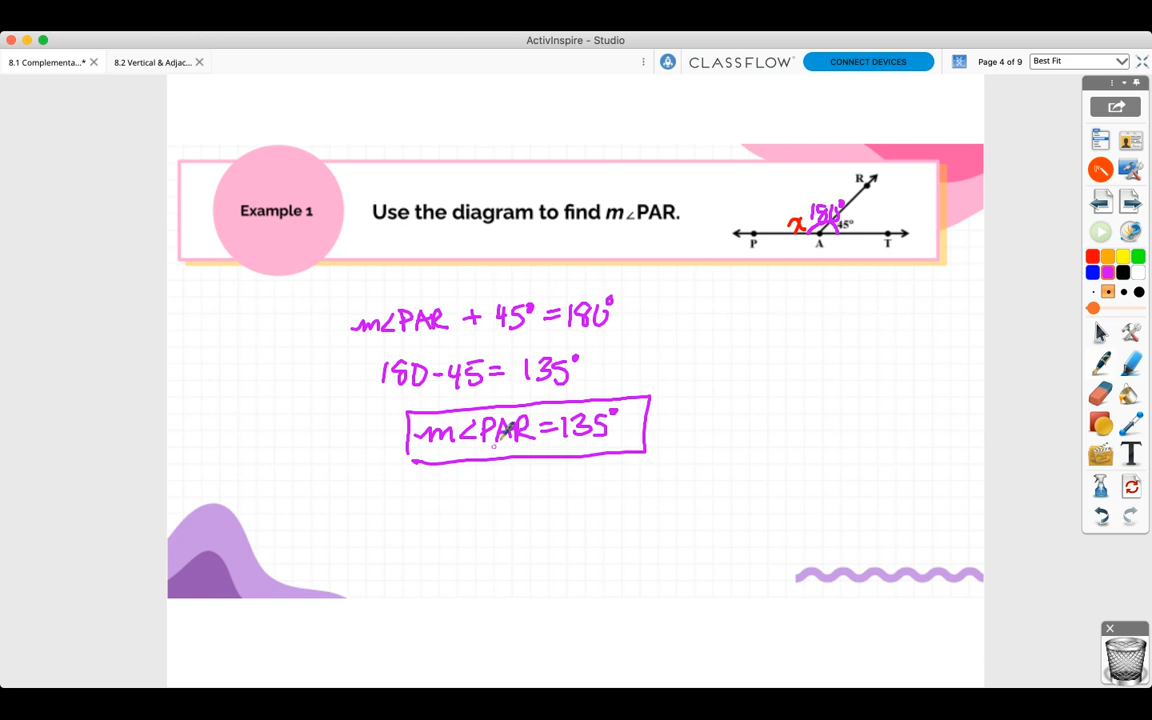 ActivInspire - Studio
8.1 Complementa...*
8.2 Vertical & Adjac...
CLASSFLOW
CONNECT DEVICES
Page 4 of 9
Best Fit
Example 1
Use the diagram to find m∠PAR.
R
180°
x
45°
P
A
T
m∠PAR + 45° = 180°
180 - 45 = 135°
m∠PAR = 135°
T
X